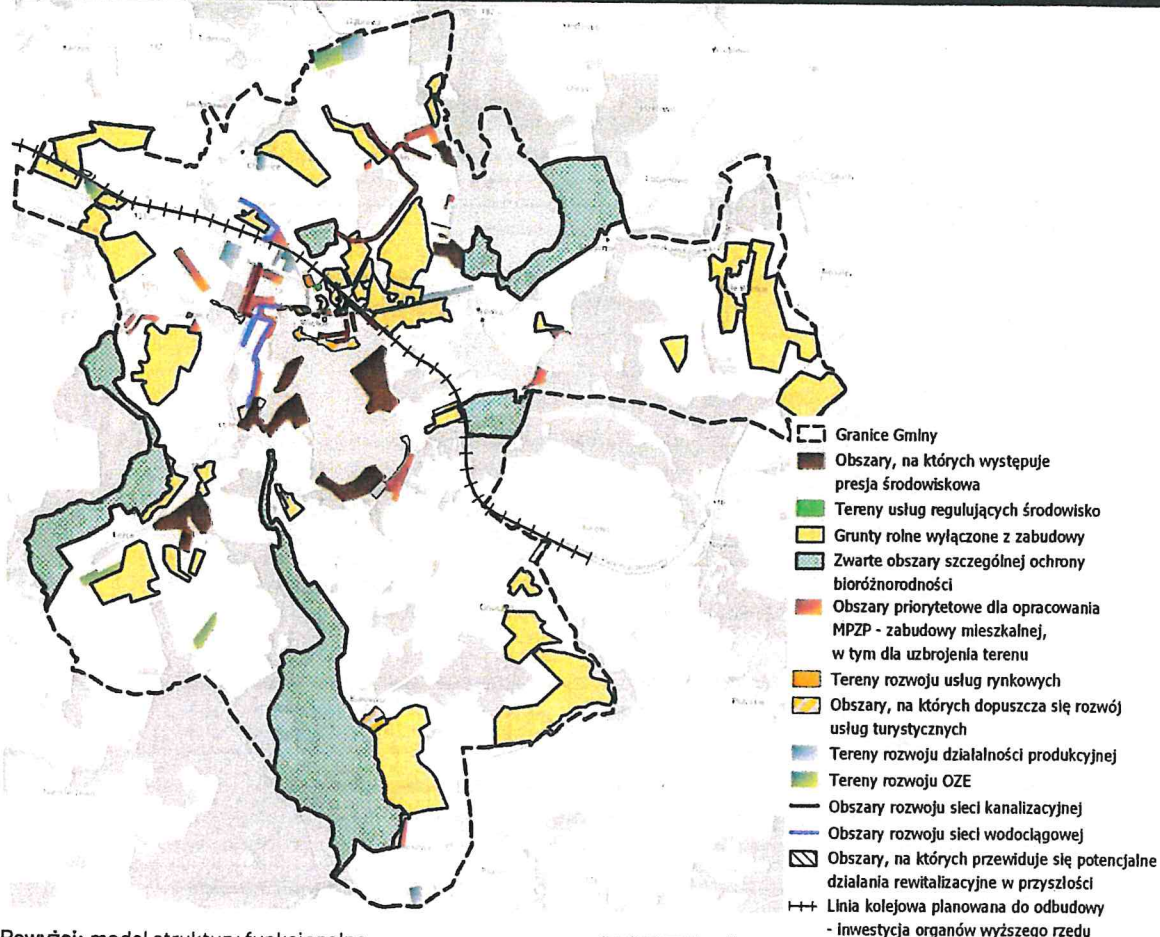 Granice Gminy
Obszary, na których występuje
presja środowiskowa
Tereny usług regulujących środowisko
Grunty rolne wyłączone z zabudowy
Zwarte obszary szczególnej ochrony
bioróżnorodności
Obszary priorytetowe dla opracowania
MPZP - zabudowy mieszkalnej,
w tym dla uzbrojenia terenu
Tereny rozwoju usług rynkowych
Obszary, na których dopuszcza się rozwój
usług turystycznych
Tereny rozwoju działalności produkcyjnej
Tereny rozwoju OZE
Obszary rozwoju sieci kanalizacyjnej
Obszary rozwoju sieci wodociągowej
Obszary, na których przewiduje się potencjalne
działania rewitalizacyjne w przyszłości
Linia kolejowa planowana do odbudowy
- inwestycja organów wyższego rzędu